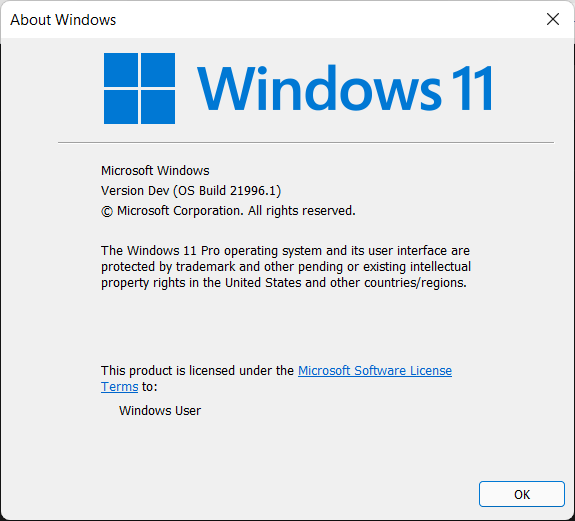 About Windows
Windows 11
Microsoft Windows
Version Dev (OS Build 21996.1)
© Microsoft Corporation. All rights reserved.
The Windows 11 Pro operating system and its user interface are
protected by trademark and other pending or existing intellectual
property rights in the United States and other countries/regions.
This product is licensed under the Microsoft Software License
Terms to:
Windows User
OK